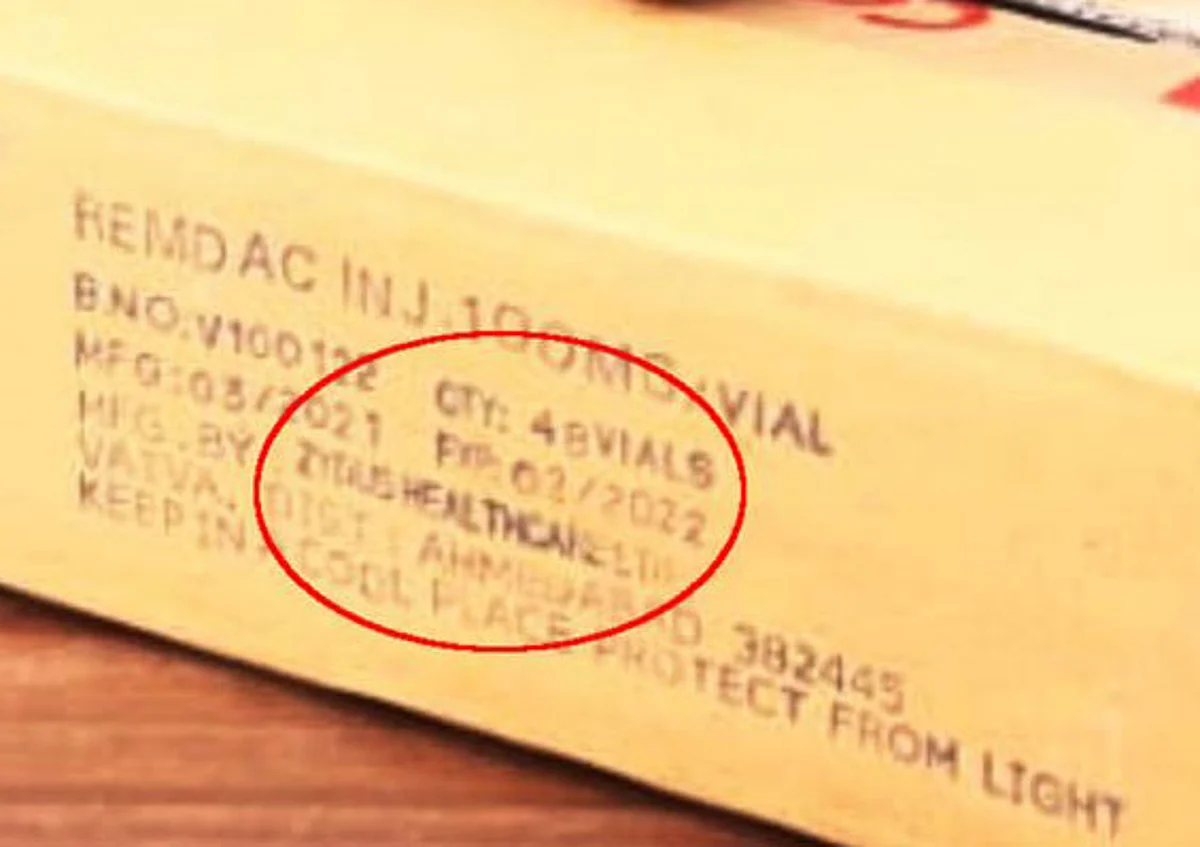 REMDAC INJ.100MG/VIAL
B.NO:V100122 QTY: 48VIALS
MFG:03/2021 EXP:02/2022
MFG.BY ZYDUS HEALTHCARE LTD
VATVA, DIST: AHMEDABAD 382445
KEEP IN COOL PLACE PROTECT FROM LIGHT